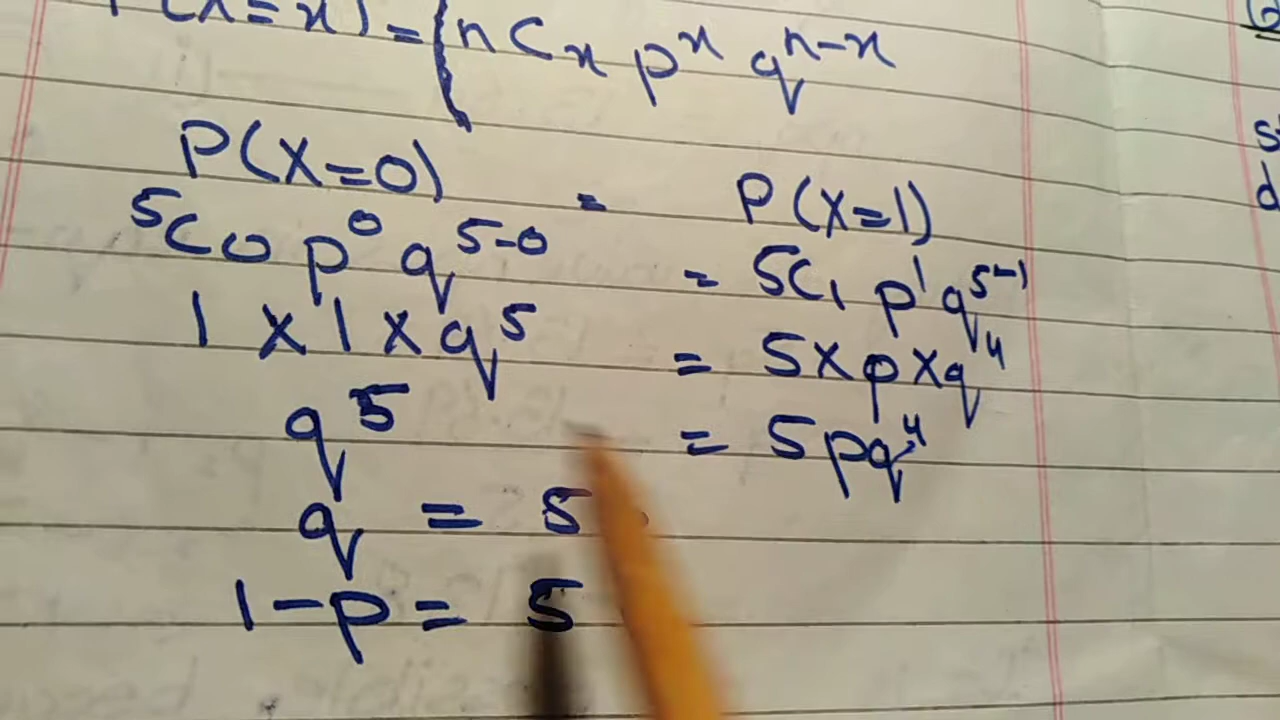 P(X=x) = { nCx p^x q^n-x
P(X=0) = P(X=1)
5C0 p^0 q^5-0 = 5C1 p^1 q^5-1
1 x 1 x q^5 = 5 x p x q^4
q^5 = 5pq^4
q = 5
1-p = 5